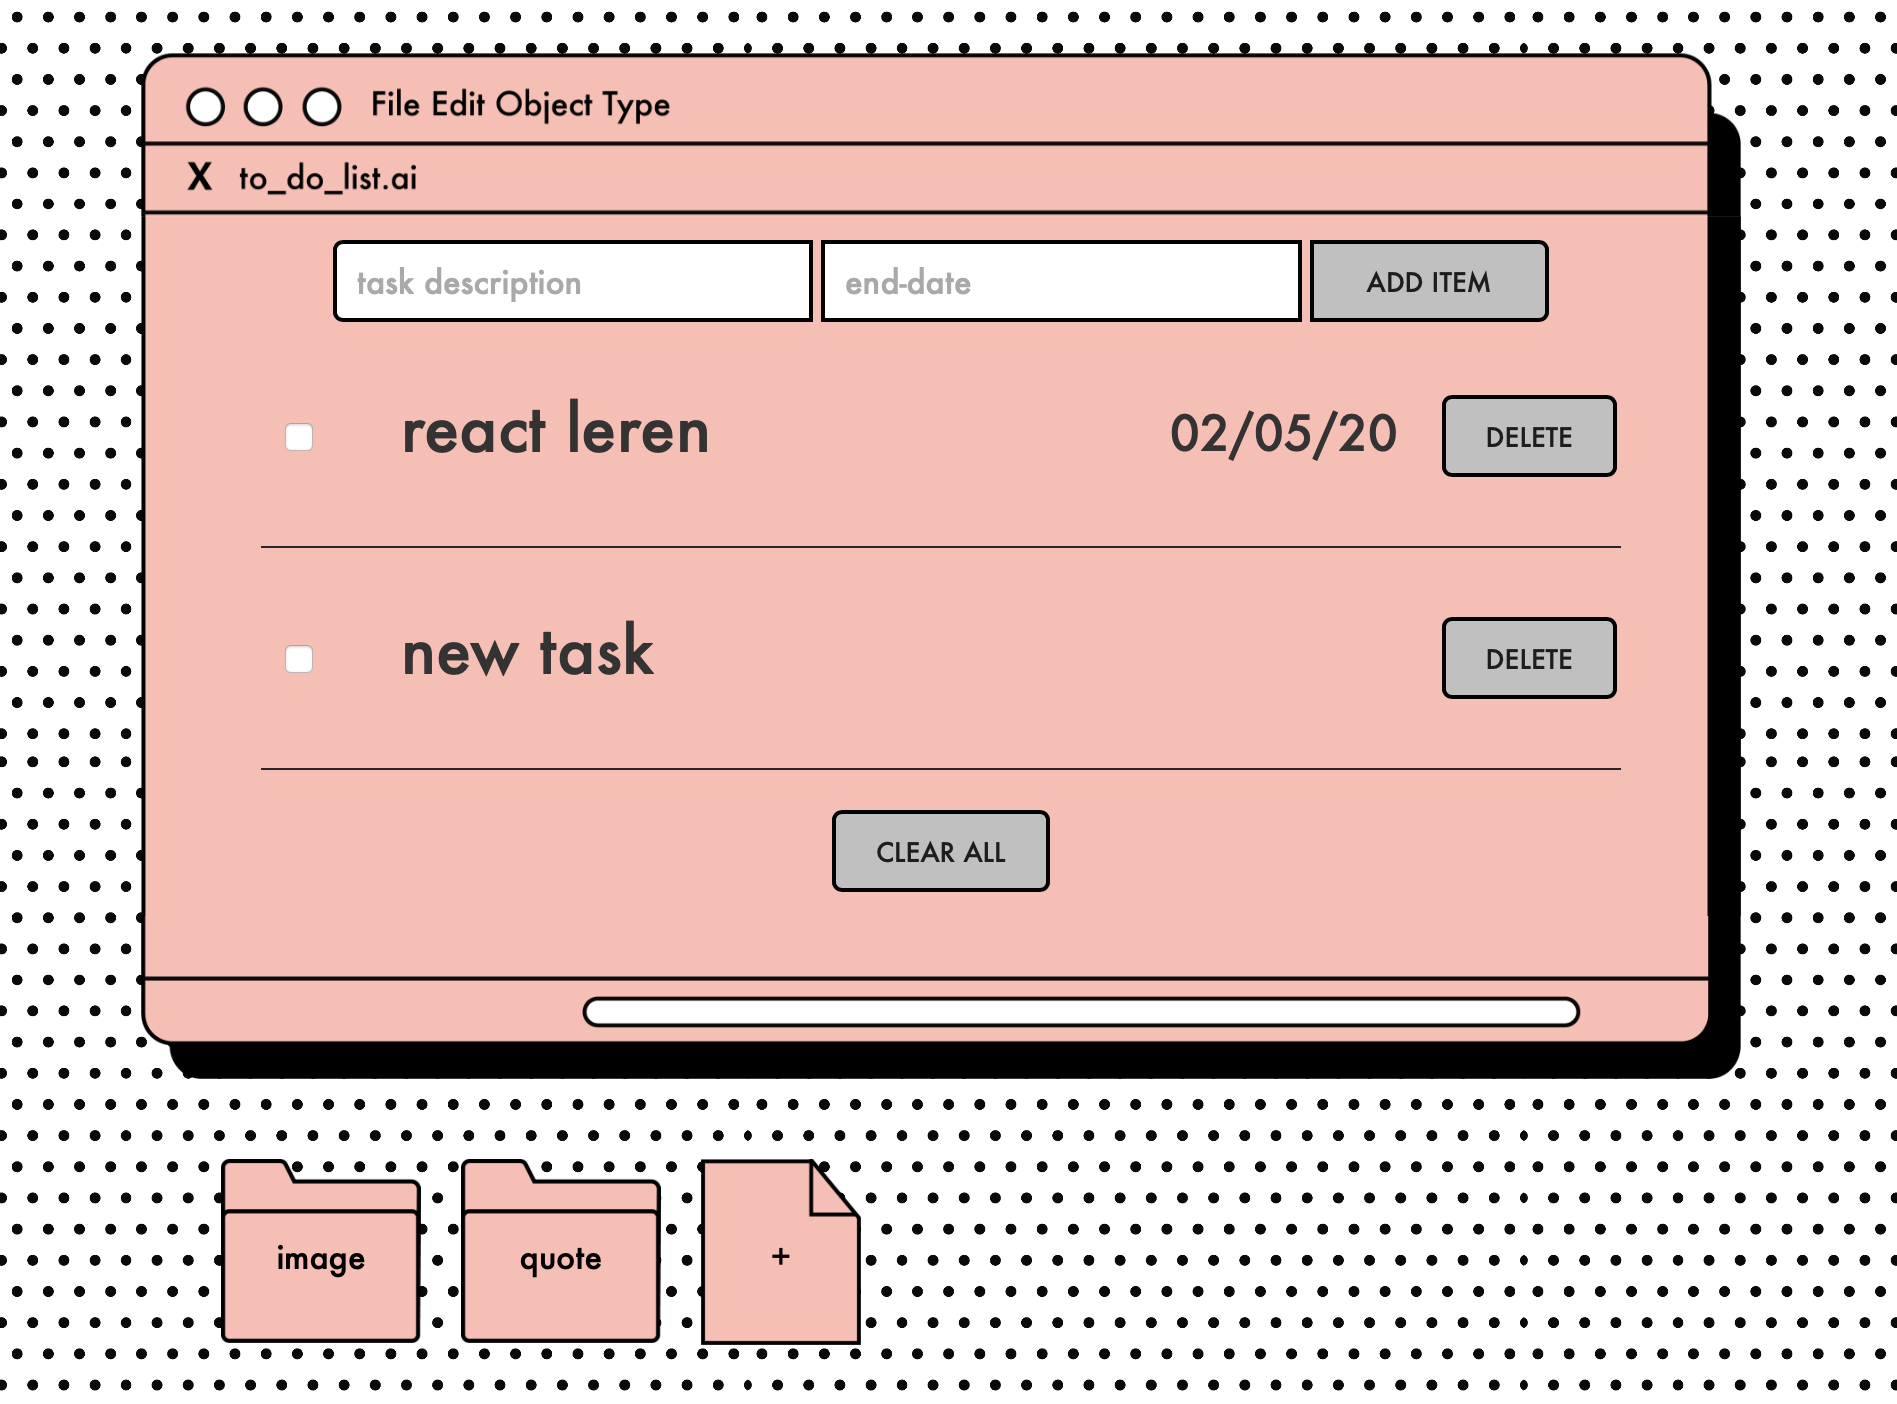 File Edit Object Type
X to_do_list.ai
task description end-date ADD ITEM
react leren 02/05/20 DELETE
new task DELETE
CLEAR ALL
image quote +